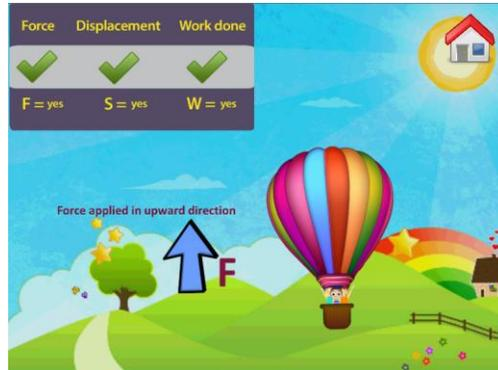 Force Displacement Work done
F = yes S = yes W = yes
Force applied in upward direction
F